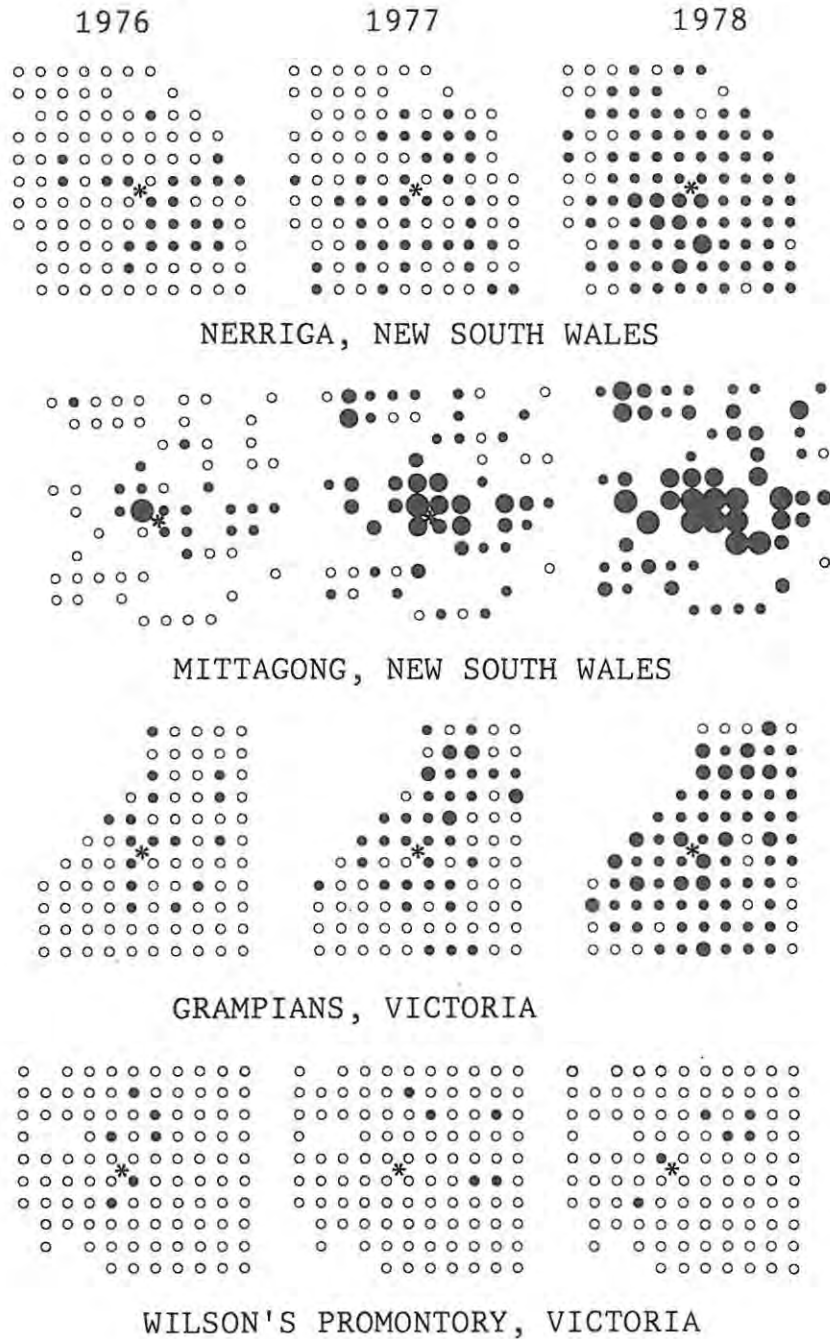 1976 1977 1978
NERRIGA, NEW SOUTH WALES
MITTAGONG, NEW SOUTH WALES
GRAMPIANS, VICTORIA
WILSON'S PROMONTORY, VICTORIA